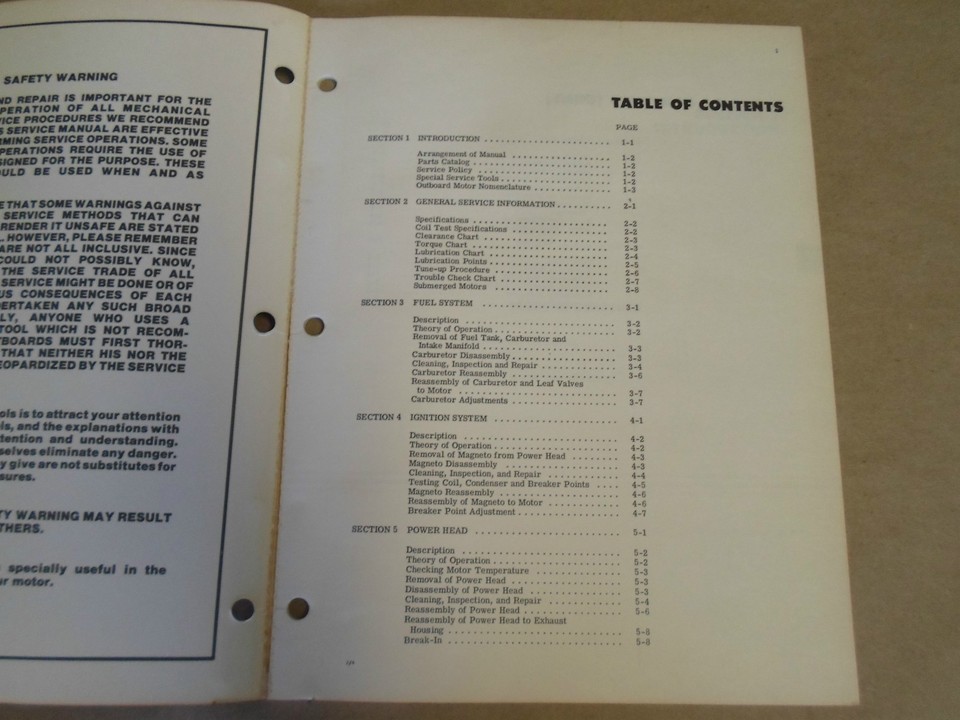 SAFETY WARNING
ND REPAIR IS IMPORTANT FOR THE
PERATION OF ALL MECHANICAL
VICE PROCEDURES WE RECOMMEND
S SERVICE MANUAL ARE EFFECTIVE
RMING SERVICE OPERATIONS. SOME
PERATIONS REQUIRE THE USE OF
SIGNED FOR THE PURPOSE. THESE
OULD BE USED WHEN AND AS
E THAT SOME WARNINGS AGAINST
SERVICE METHODS THAT CAN
RENDER IT UNSAFE ARE STATED
L. HOWEVER, PLEASE REMEMBER
ARE NOT ALL INCLUSIVE. SINCE
COULD NOT POSSIBLY KNOW,
THE SERVICE TRADE OF ALL
SERVICE MIGHT BE DONE OR OF
US CONSEQUENCES OF EACH
DERTAKEN ANY SUCH BROAD
LY, ANYONE WHO USES A
TOOL WHICH IS NOT RECOM-
TBOARDS MUST FIRST THOR-
THAT NEITHER HIS NOR THE
EOPARDIZED BY THE SERVICE
ols is to attract your attention
ls, and the explanations with
tention and understanding.
selves eliminate any danger.
y give are not substitutes for
sures.
TY WARNING MAY RESULT
THERS.
specially useful in the
ur motor.
TABLE OF CONTENTS
PAGE
SECTION 1 INTRODUCTION 1-1
Arrangement of Manual 1-2
Parts Catalog 1-2
Service Policy 1-2
Special Service Tools 1-2
Outboard Motor Nomenclature 1-3
SECTION 2 GENERAL SERVICE INFORMATION 2-1
Specifications 2-2
Coil Test Specifications 2-2
Clearance Chart 2-3
Torque Chart 2-3
Lubrication Chart 2-4
Lubrication Points 2-5
Tune-up Procedure 2-6
Trouble Check Chart 2-7
Submerged Motors 2-8
SECTION 3 FUEL SYSTEM 3-1
Description 3-2
Theory of Operation 3-2
Removal of Fuel Tank, Carburetor and
Intake Manifold 3-3
Carburetor Disassembly 3-3
Cleaning, Inspection and Repair 3-4
Carburetor Reassembly 3-6
Reassembly of Carburetor and Leaf Valves
to Motor 3-7
Carburetor Adjustments 3-7
SECTION 4 IGNITION SYSTEM 4-1
Description 4-2
Theory of Operation 4-2
Removal of Magneto from Power Head 4-3
Magneto Disassembly 4-3
Cleaning, Inspection, and Repair 4-4
Testing Coil, Condenser and Breaker Points 4-5
Magneto Reassembly 4-6
Reassembly of Magneto to Motor 4-6
Breaker Point Adjustment 4-7
SECTION 5 POWER HEAD 5-1
Description 5-2
Theory of Operation 5-2
Checking Motor Temperature 5-3
Removal of Power Head 5-3
Disassembly of Power Head 5-3
Cleaning, Inspection, and Repair 5-4
Reassembly of Power Head 5-6
Reassembly of Power Head to Exhaust
Housing 5-8
Break-In 5-8